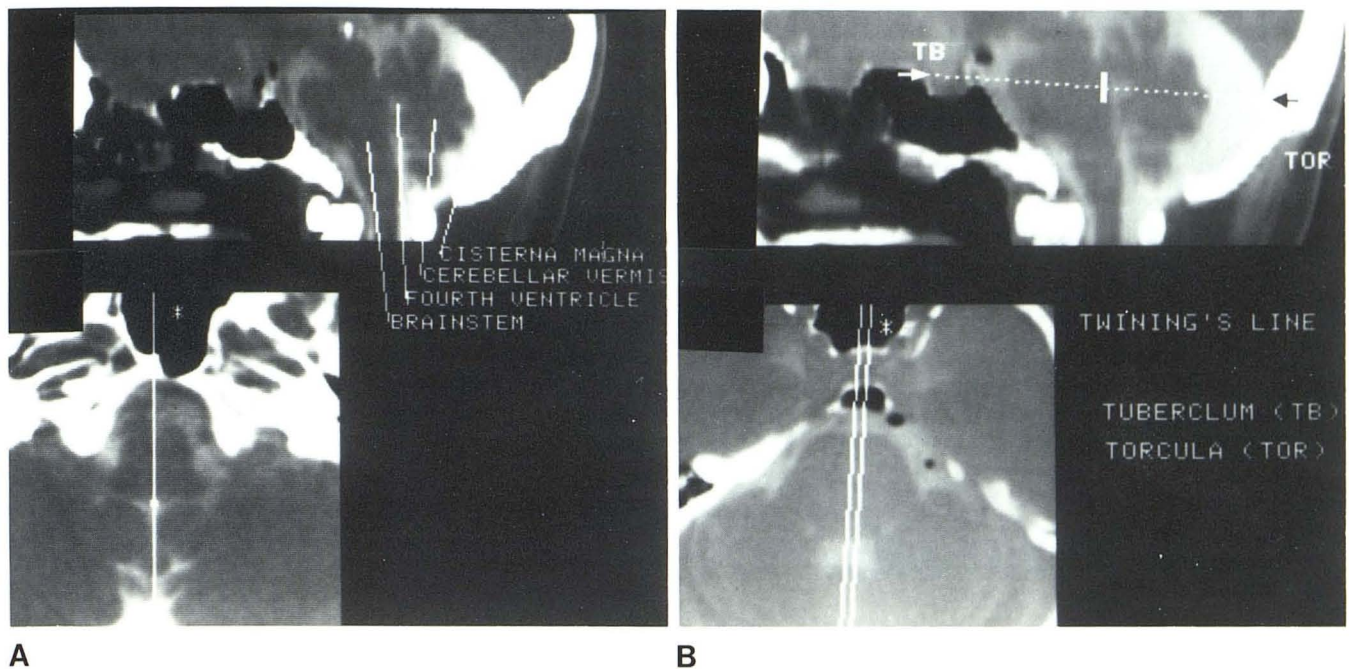 CISTERNA MAGNA
CEREBELLAR VERMIS
FOURTH VENTRICLE
BRAINSTEM
*
A
TB
TOR
*
TWINING'S LINE
TUBERCLUM (TB)
TORCULA (TOR)
B